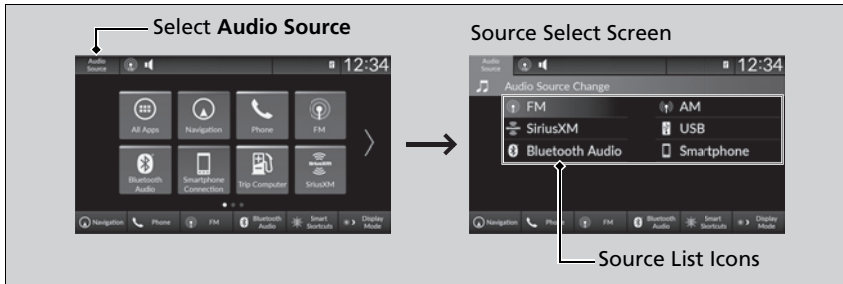 Select Audio Source
Source Select Screen
Audio
Source
12:34
All Apps
Navigation
Phone
FM
Bluetooth
Audio
Smartphone
Connection
Trip Computer
SiriusXM
SiriusXM
Navigation
Phone
FM
Bluetooth
Audio
Smart
Shortcuts
Display
Mode
Audio
Source
12:34
Audio Source Change
FM
AM
SiriusXM
USB
Bluetooth Audio
Smartphone
Navigation
Phone
FM
Bluetooth
Audio
Smart
Shortcuts
Display
Mode
Source List Icons